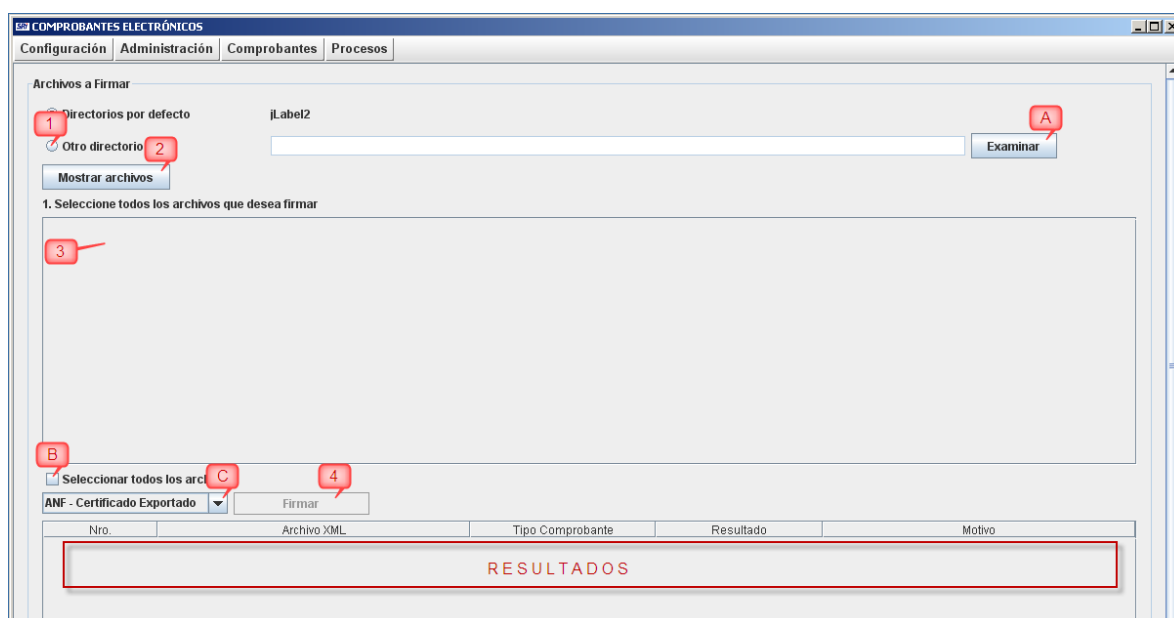 SRI COMPROBANTES ELECTRÓNICOS
Configuración Administración Comprobantes Procesos
Archivos a Firmar
Directorios por defecto jLabel2
1 A
Otro directorio 2 Examinar
Mostrar archivos
1. Seleccione todos los archivos que desea firmar
3
B
Seleccionar todos los arch C 4
ANF - Certificado Exportado Firmar
Nro. Archivo XML Tipo Comprobante Resultado Motivo
RESULTADOS